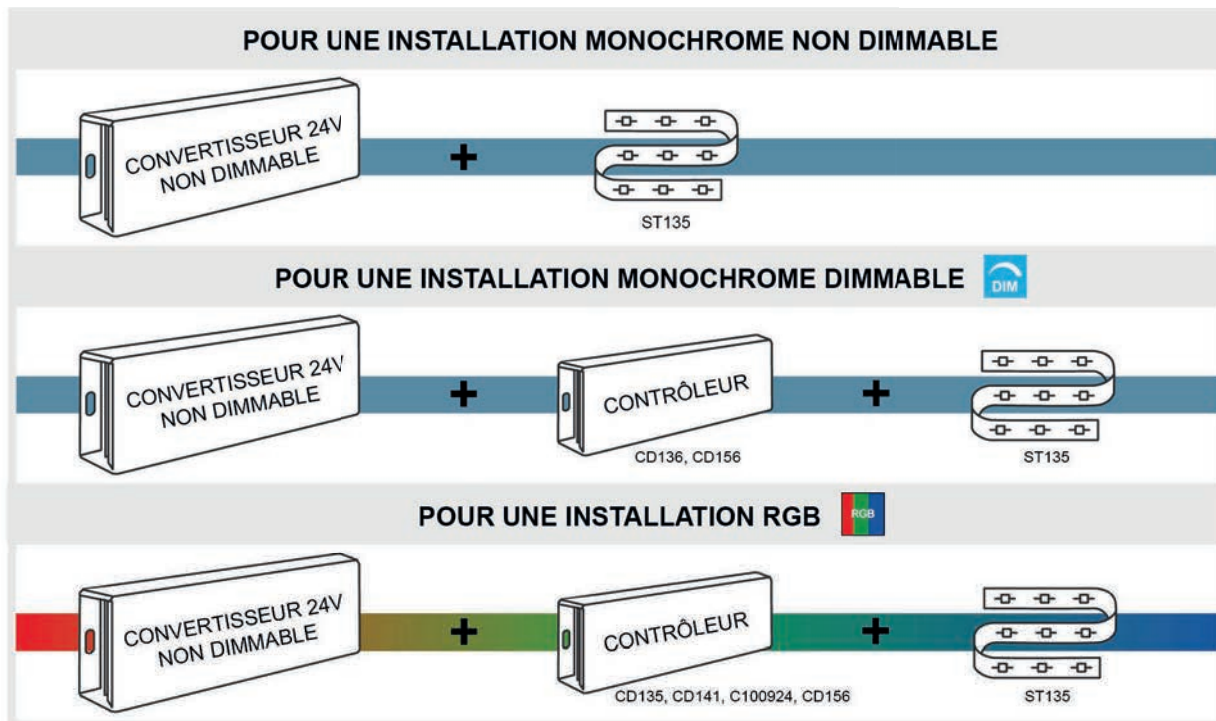 POUR UNE INSTALLATION MONOCHROME NON DIMMABLE
CONVERTISSEUR 24V
NON DIMMABLE
+
ST135
POUR UNE INSTALLATION MONOCHROME DIMMABLE
DIM
CONVERTISSEUR 24V
NON DIMMABLE
+
CONTRÔLEUR
CD136, CD156
+
ST135
POUR UNE INSTALLATION RGB
RGB
CONVERTISSEUR 24V
NON DIMMABLE
+
CONTRÔLEUR
CD135, CD141, C100924, CD156
+
ST135